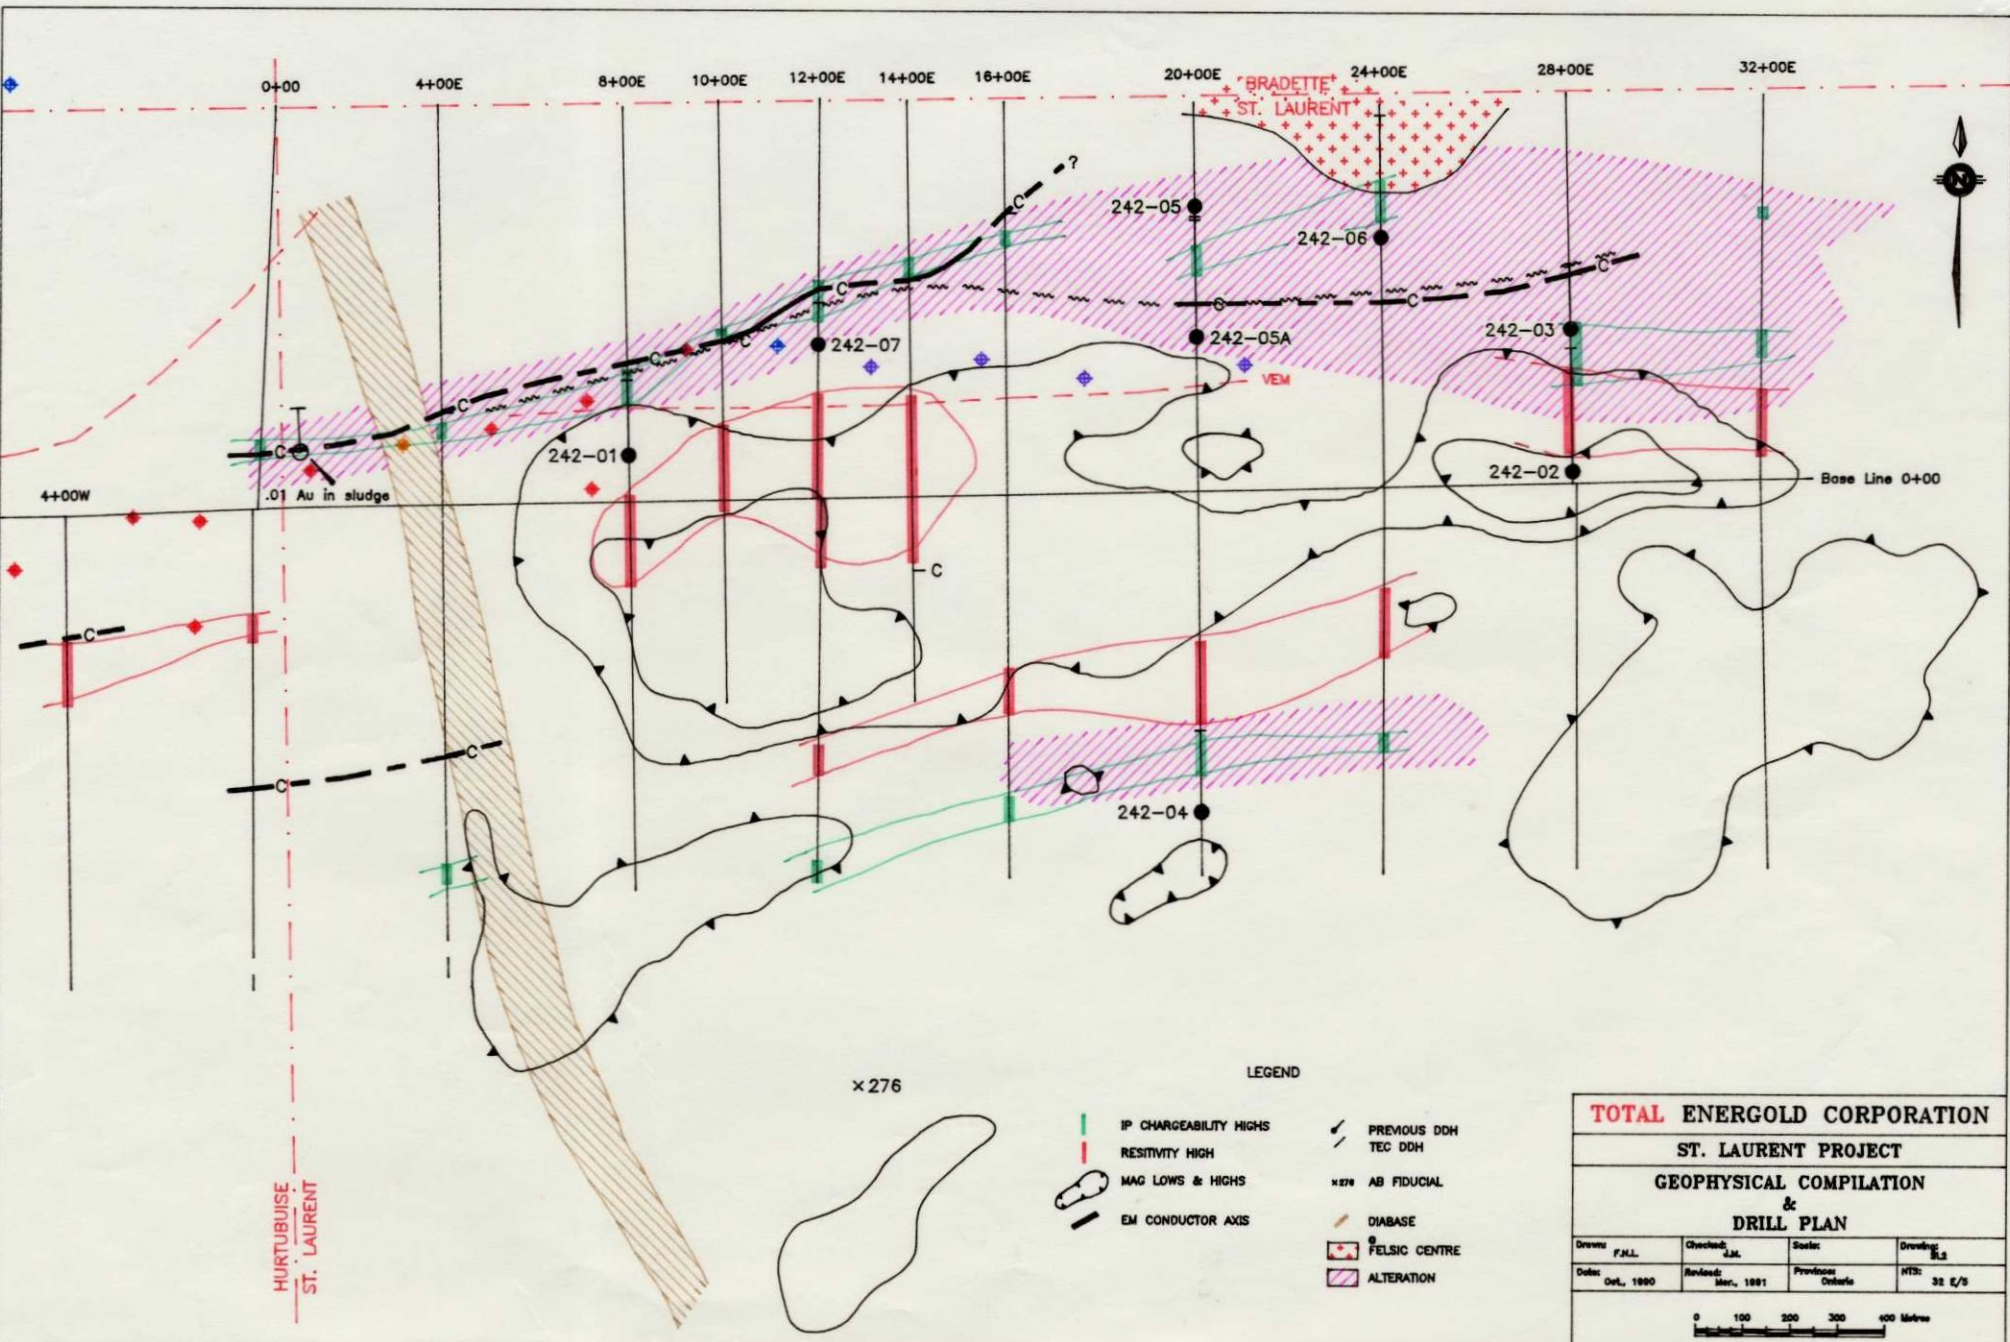 0+00
4+00E
8+00E
10+00E
12+00E
14+00E
16+00E
20+00E
24+00E
28+00E
32+00E
BRADETTE
ST. LAURENT
N
?
C
C
C
C
C
C
C
C
C
C
242-05
242-06
242-03
242-05A
242-07
VEM
242-01
242-02
Base Line 0+00
.01 Au in sludge
4+00W
C
C
C
C
242-04
HURTUBUISE
ST. LAURENT
×276
LEGEND
IP CHARGEABILITY HIGHS
RESITIVITY HIGH
MAG LOWS & HIGHS
EM CONDUCTOR AXIS
PREVIOUS DDH
TEC DDH
×276 AB FIDUCIAL
DIABASE
FELSIC CENTRE
ALTERATION
TOTAL ENERGOLD CORPORATION
ST. LAURENT PROJECT
GEOPHYSICAL COMPILATION
&
DRILL PLAN
Drawn: F.N.L. Checked: J.M. Scale: Drawing:
Date: Oct., 1990 Revised: Mar., 1991 Province: Ontario NTS: 32 E/5
0 100 200 300 400 Metres